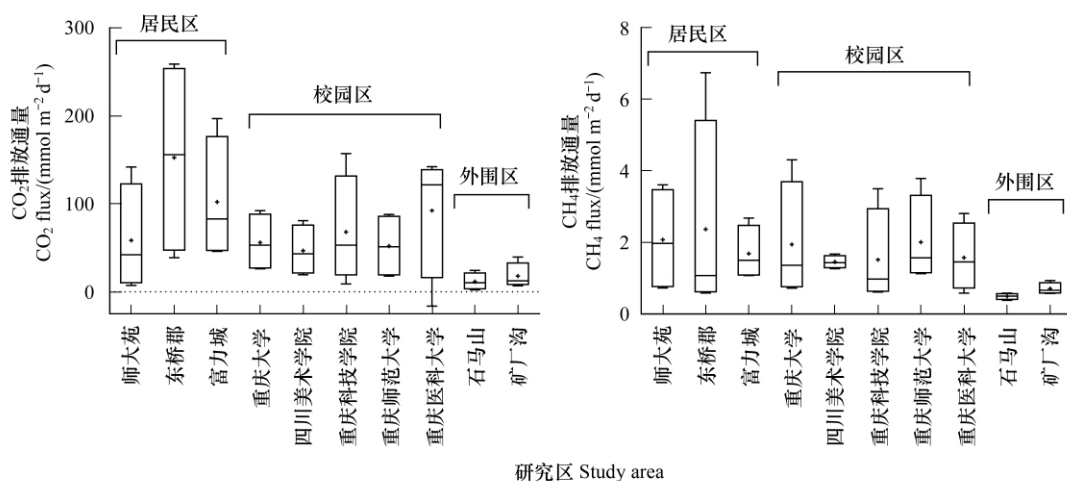 300
200
100
0
CO₂排放通量
CO₂ flux/(mmol m⁻² d⁻¹)
居民区
校园区
外围区
师大苑
东桥郡
富力城
重庆大学
四川美术学院
重庆科技学院
重庆师范大学
重庆医科大学
石马山
矿厂沟
8
6
4
2
0
CH₄排放通量
CH₄ flux/(mmol m⁻² d⁻¹)
居民区
校园区
外围区
师大苑
东桥郡
富力城
重庆大学
四川美术学院
重庆科技学院
重庆师范大学
重庆医科大学
石马山
矿厂沟
研究区 Study area